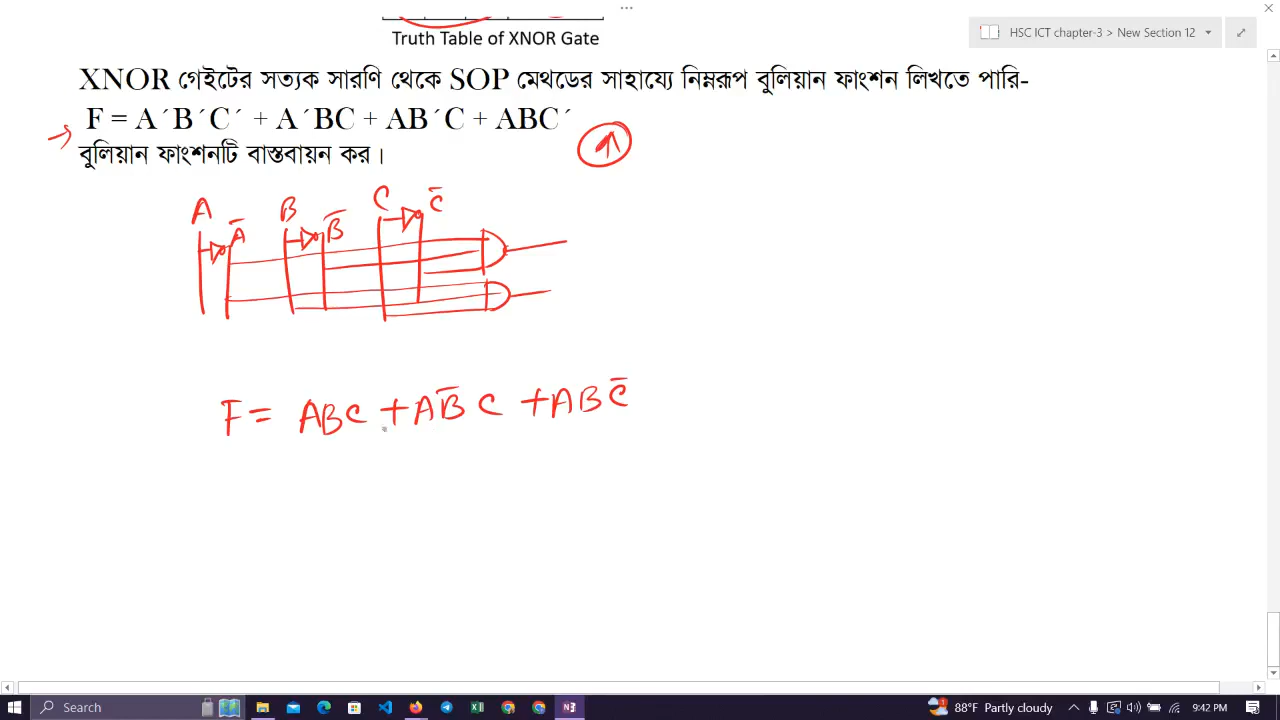 HSC ICT chapter-3 > New Section 12
Truth Table of XNOR Gate
XNOR গেইটের সত্যক সারণি থেকে SOP মেথডের সাহায্যে নিম্নরূপ বুলিয়ান ফাংশন লিখতে পারি-
F = A´B´C´ + A´BC + AB´C + ABC´
বুলিয়ান ফাংশনটি বাস্তবায়ন কর।
A A̅ B B̅ C C̅
F = ABC + AB̅C + ABC̅
Search
88°F Partly cloudy
9:42 PM